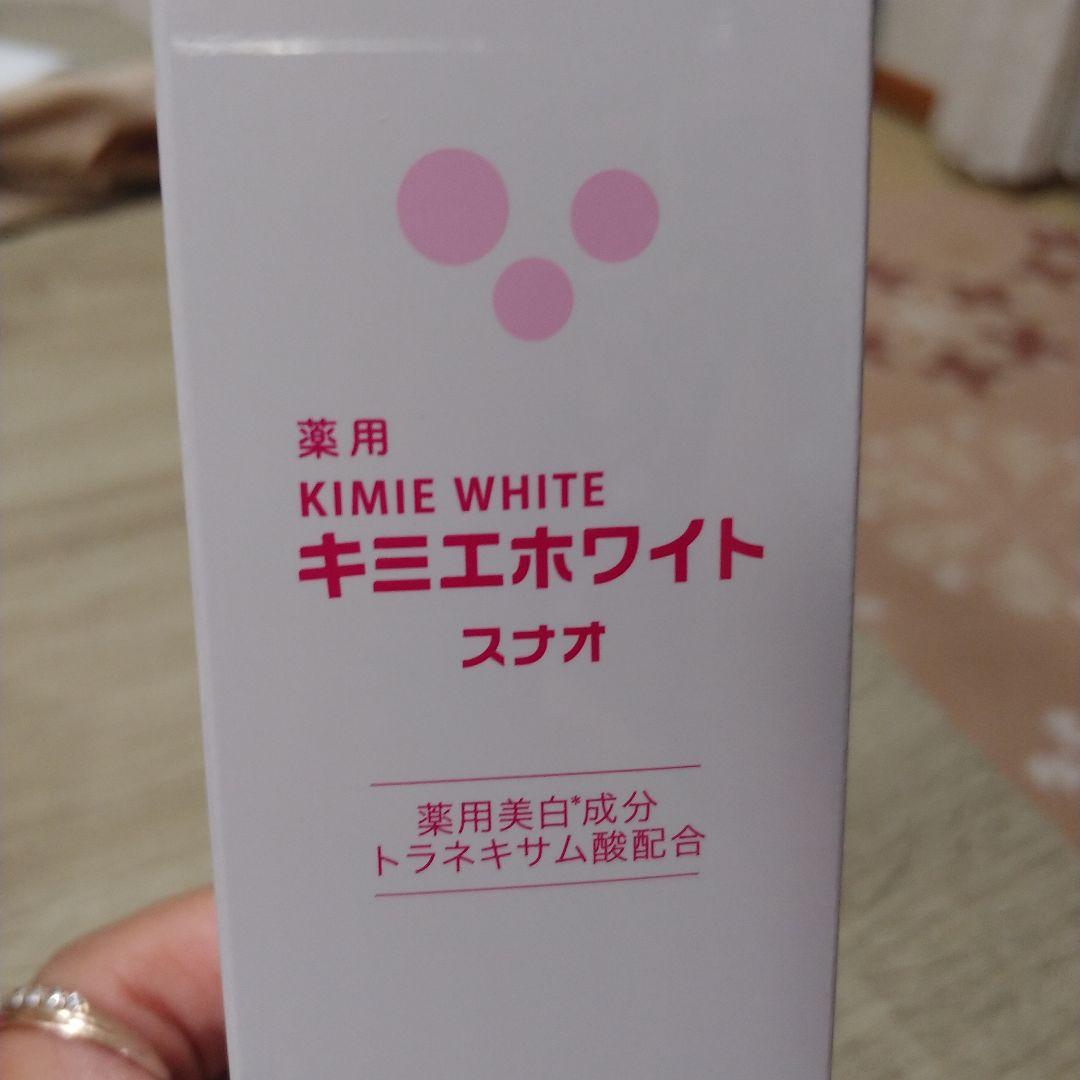 薬用
KIMIE WHITE
キミエホワイト
スナオ
薬用美白*成分
トラネキサム酸配合